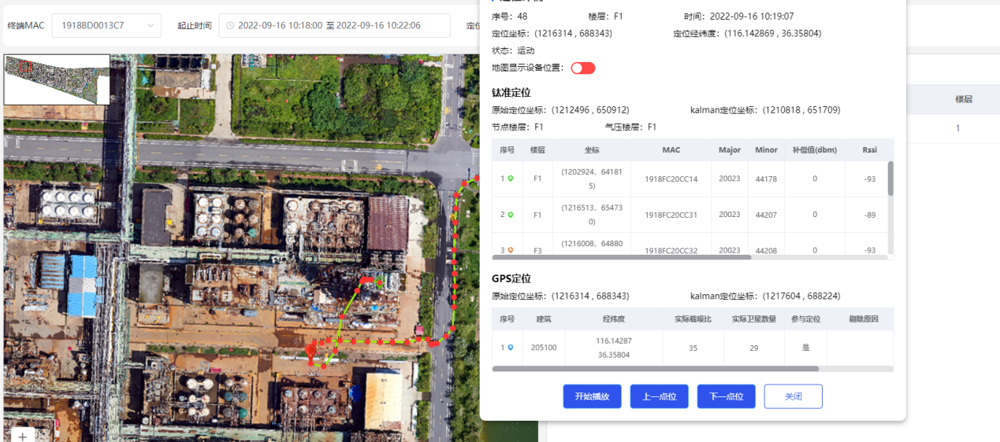 终端MAC 1918BD0013C7 起止时间 2022-09-16 10:18:00 至 2022-09-16 10:22:06 定位
序号：48 楼层：F1 时间：2022-09-16 10:19:07
定位坐标：(1216314 , 688343) 定位经纬度：(116.142869 , 36.35804)
状态：运动
地图显示设备位置：
钛准定位
原始定位坐标：(1212496 , 650912) kalman定位坐标：(1210818 , 651709)
节点楼层：F1 气压楼层：F1
序号 楼层 坐标 MAC Major Minor 补偿值(dbm) Rssi
1 F1 (1202924，64181
5) 1918FC20CC14 20023 44178 0 -93
2 F1 (1216513，65473
0) 1918FC20CC31 20023 44207 0 -89
3 F3 (1216008，64880 1918FC20CC32 20023 44208 0 -93
GPS定位
原始定位坐标：(1216314 , 688343) kalman定位坐标：(1217604 , 688224)
序号 建筑 经纬度 实际载噪比 实际卫星数量 参与定位 剔除原因
1 205100 116.14287
36.35804 35 29 是
开始播放 上一点位 下一点位 关闭
楼层
1
+